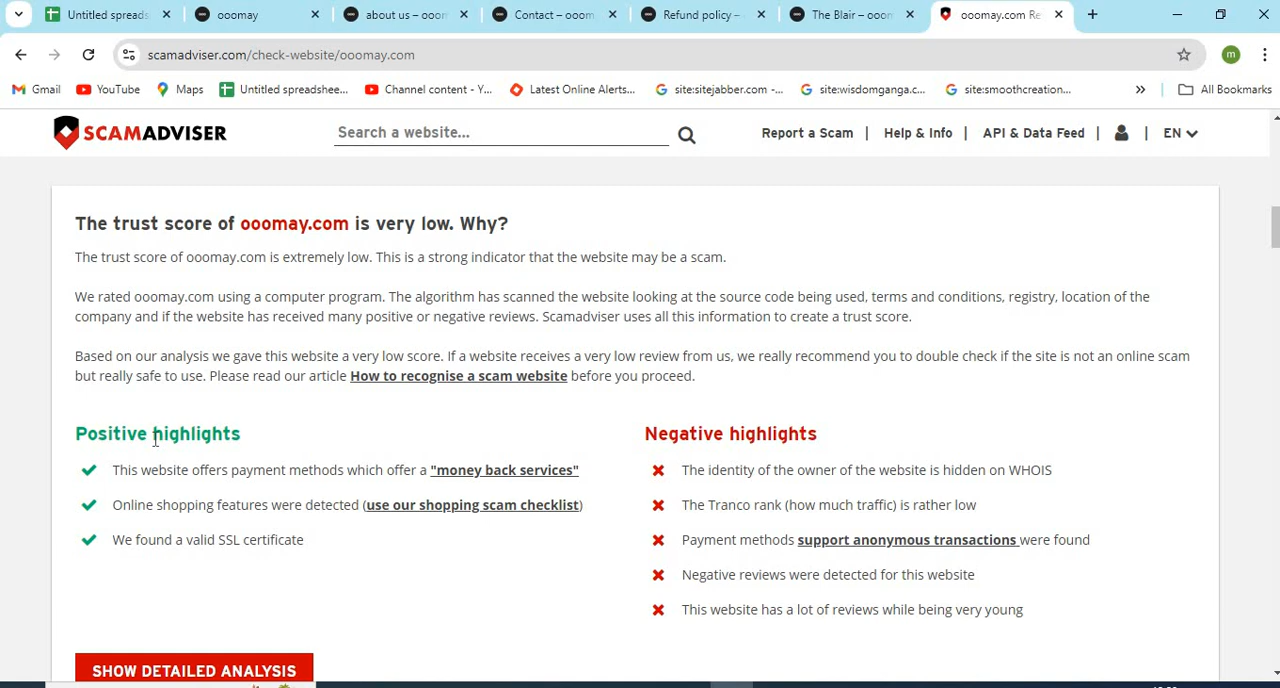 Untitled spreads
ooomay
about us – ooon
Contact – ooom
Refund policy –
The Blair – ooon
ooomay.com Re
scamadviser.com/check-website/ooomay.com
m
Gmail
YouTube
Maps
Untitled spreadshee...
Channel content - Y...
Latest Online Alerts...
site:sitejabber.com -...
site:wisdomganga.c...
site:smoothcreation...
All Bookmarks
SCAMADVISER
Search a website...
Report a Scam | Help & Info | API & Data Feed | | EN
The trust score of ooomay.com is very low. Why?
The trust score of ooomay.com is extremely low. This is a strong indicator that the website may be a scam.
We rated ooomay.com using a computer program. The algorithm has scanned the website looking at the source code being used, terms and conditions, registry, location of the
company and if the website has received many positive or negative reviews. Scamadviser uses all this information to create a trust score.
Based on our analysis we gave this website a very low score. If a website receives a very low review from us, we really recommend you to double check if the site is not an online scam
but really safe to use. Please read our article How to recognise a scam website before you proceed.
Positive highlights
This website offers payment methods which offer a "money back services"
Online shopping features were detected (use our shopping scam checklist)
We found a valid SSL certificate
Negative highlights
The identity of the owner of the website is hidden on WHOIS
The Tranco rank (how much traffic) is rather low
Payment methods support anonymous transactions were found
Negative reviews were detected for this website
This website has a lot of reviews while being very young
SHOW DETAILED ANALYSIS